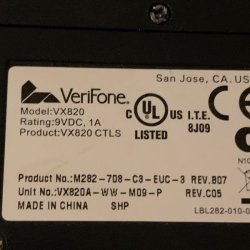 San Jose, CA. US
VeriFone.
Model:VX820
Rating:9VDC, 1A
Product:VX820 CTLS
C UL US
LISTED
I.T.E.
8J09
Product No.:M282-708-C3-EUC-3 REV.B07
Unit No.:VX820A-WW-M09-P REV.C05
MADE IN CHINA SHP
LBL282-010-0
N10